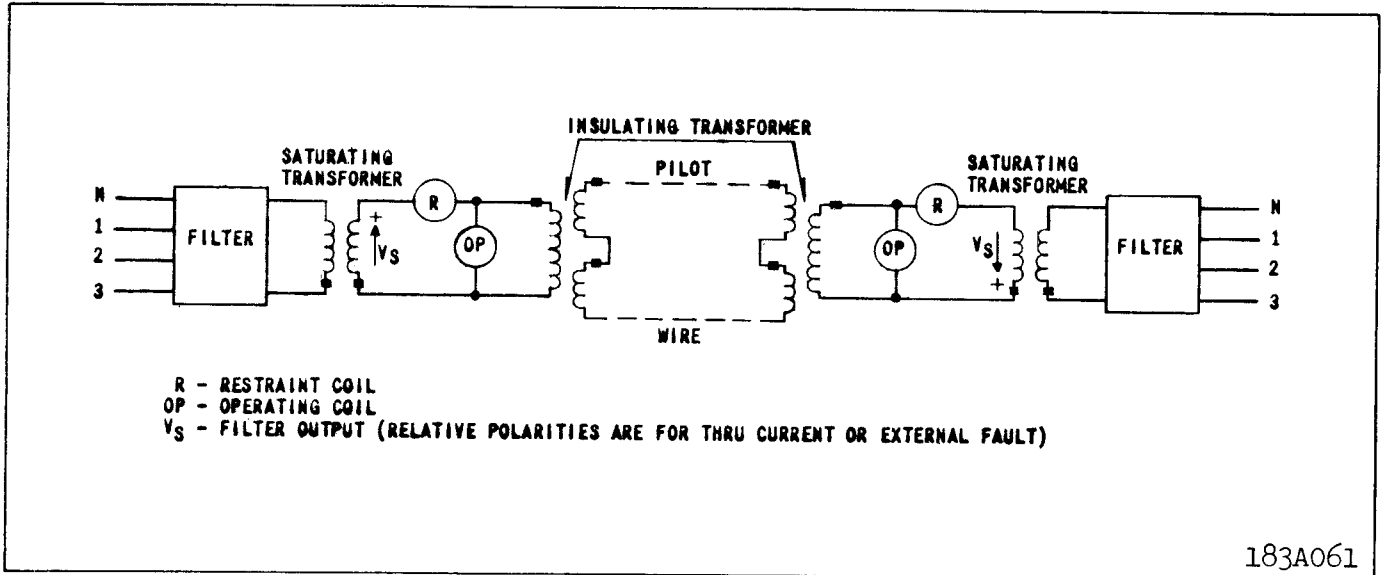 INSULATING TRANSFORMER
SATURATING
TRANSFORMER
PILOT
SATURATING
TRANSFORMER
N
1
2
3
FILTER
+
VS
R
OP
WIRE
OP
R
VS
+
FILTER
N
1
2
3
R - RESTRAINT COIL
OP - OPERATING COIL
VS - FILTER OUTPUT (RELATIVE POLARITIES ARE FOR THRU CURRENT OR EXTERNAL FAULT)
183A061